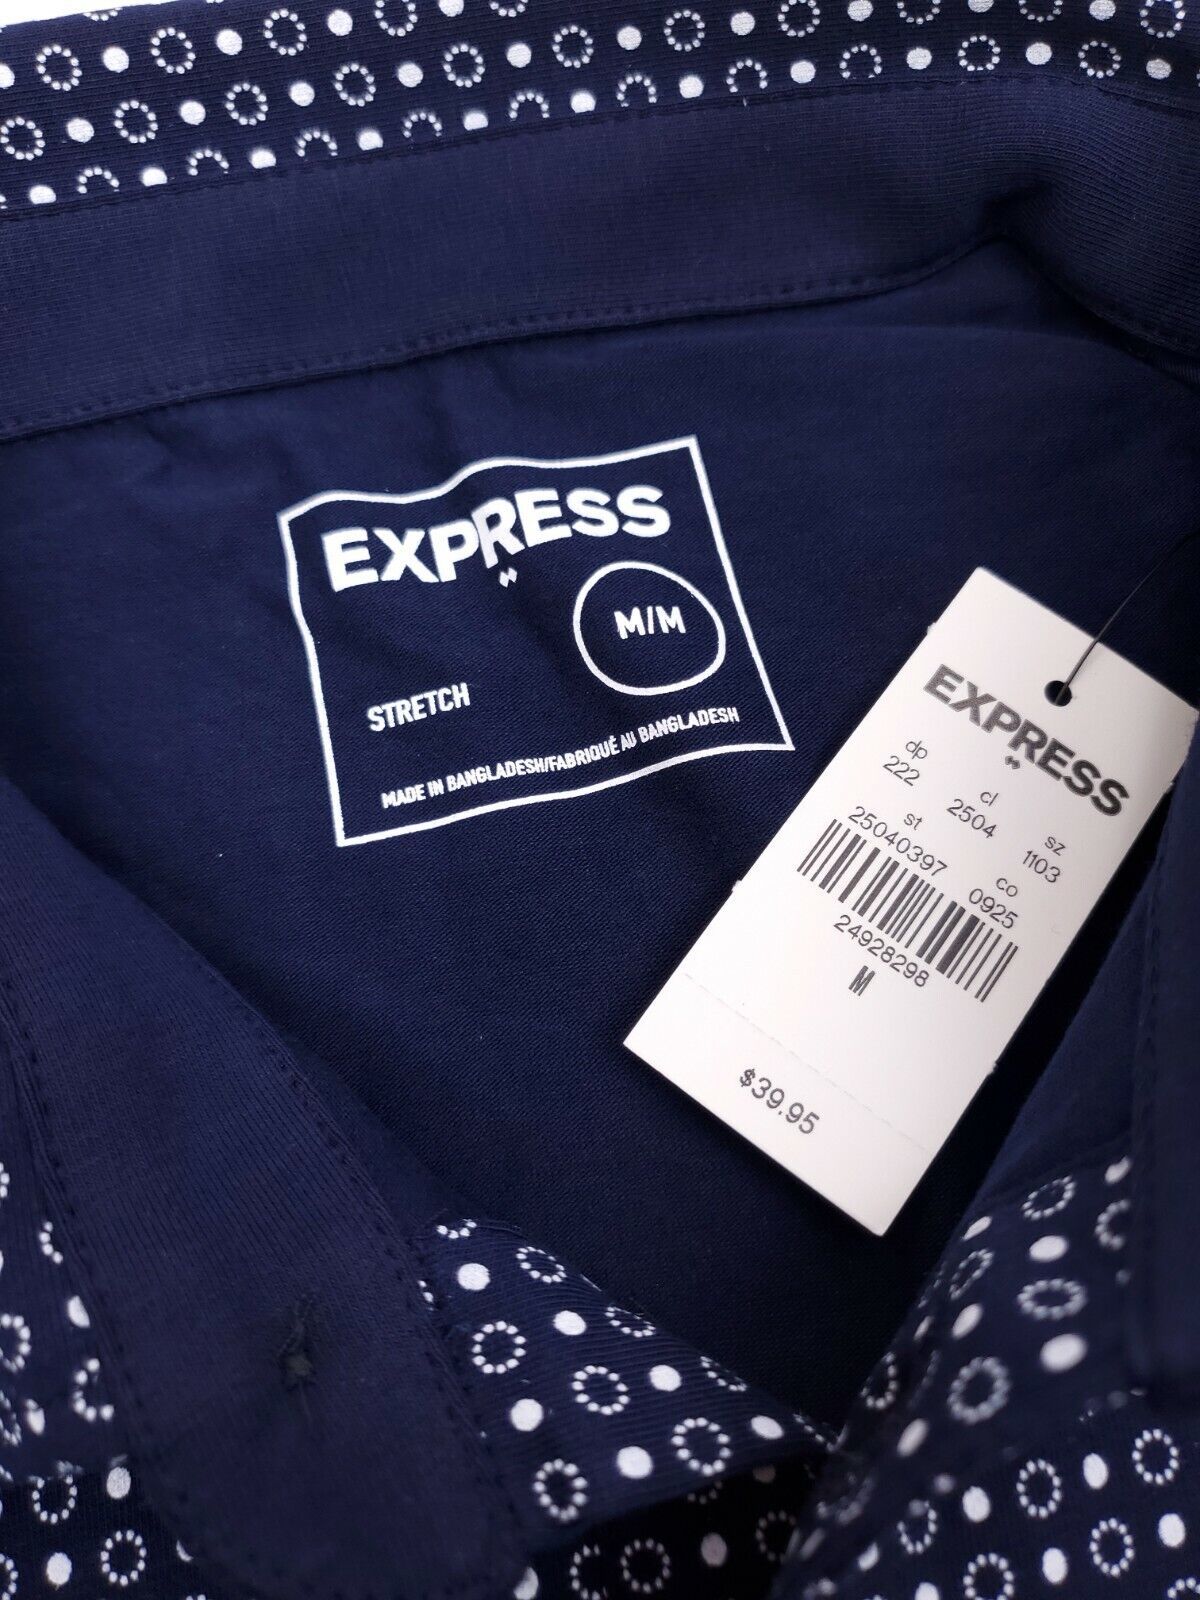 EXPRESS
M/M
STRETCH
MADE IN BANGLADESH/FABRIQUÉ AU BANGLADESH
EXPRESS
dp cl sz
222 2504 1103
st co
25040397 0925
24928298
M
$39.95